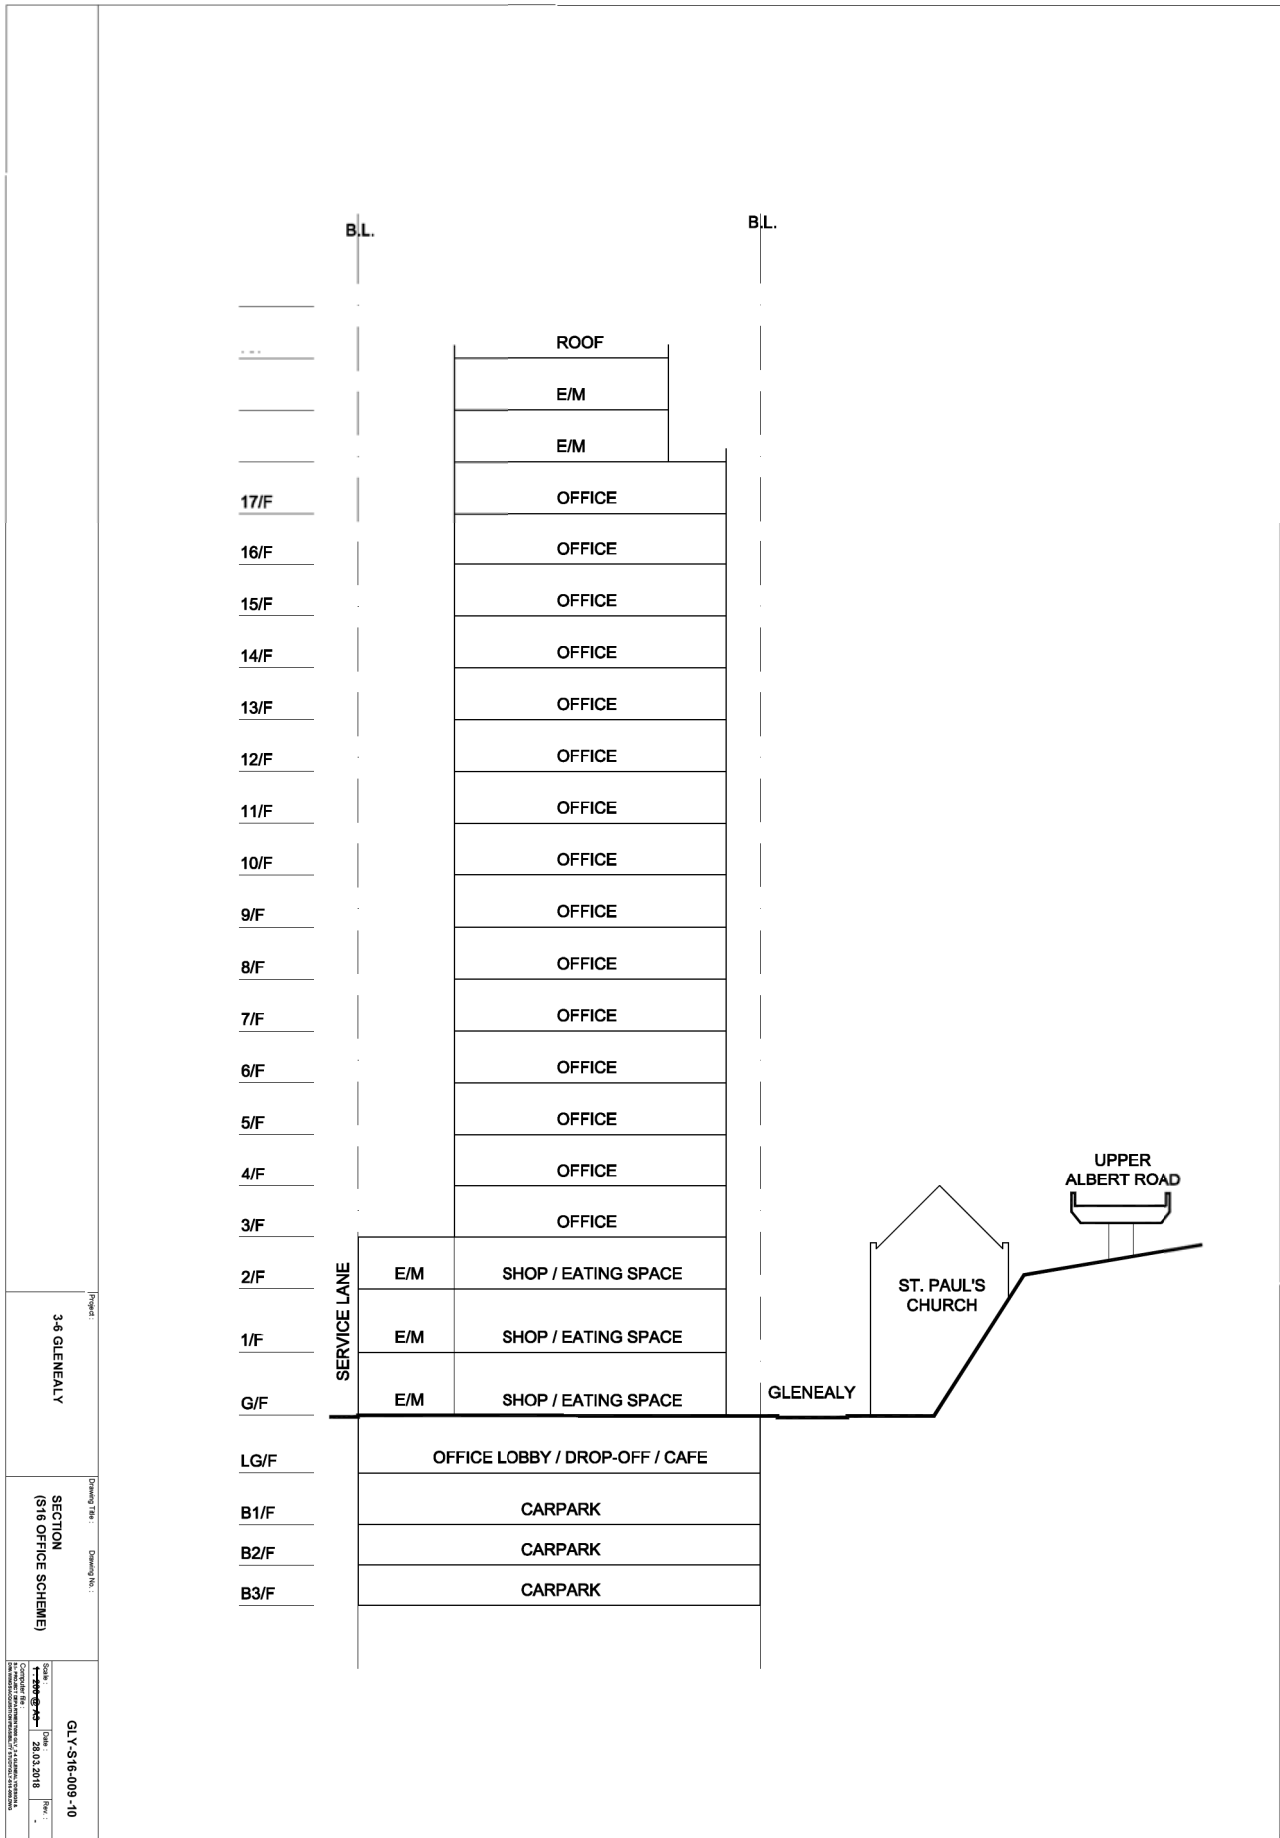 B.L.
B.L.
ROOF
E/M
E/M
17/F OFFICE
16/F OFFICE
15/F OFFICE
14/F OFFICE
13/F OFFICE
12/F OFFICE
11/F OFFICE
10/F OFFICE
9/F OFFICE
8/F OFFICE
7/F OFFICE
6/F OFFICE
5/F OFFICE
4/F OFFICE
3/F OFFICE
2/F E/M SHOP / EATING SPACE
1/F E/M SHOP / EATING SPACE
G/F E/M SHOP / EATING SPACE
LG/F OFFICE LOBBY / DROP-OFF / CAFE
B1/F CARPARK
B2/F CARPARK
B3/F CARPARK
SERVICE LANE
GLENEALY
ST. PAUL'S
CHURCH
UPPER
ALBERT ROAD
Project :
3-6 GLENEALY
Drawing Title :
SECTION
(S16 OFFICE SCHEME)
Drawing No. :
GLY-S16-009 -10
Scale :
1 : 200 @ A3
Date :
28.03.2018
Rev. :
-
Computer file :